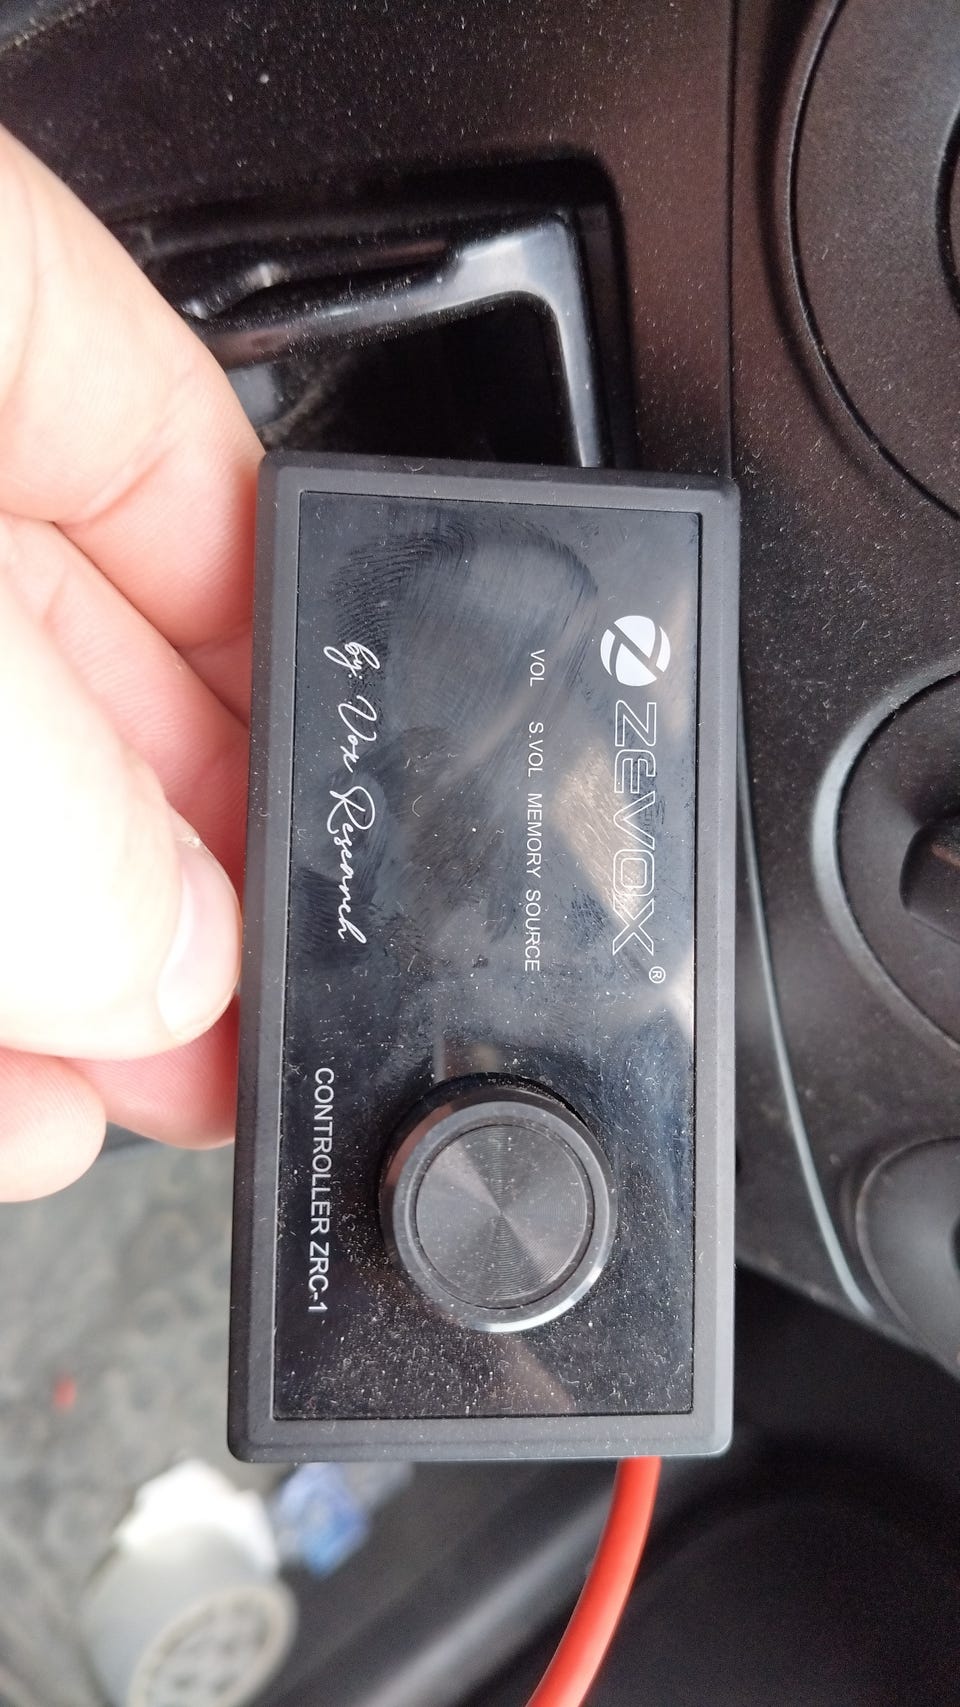 ZEVOX®
VOL S.VOL MEMORY SOURCE
by: Vox Research
CONTROLLER ZRC-1